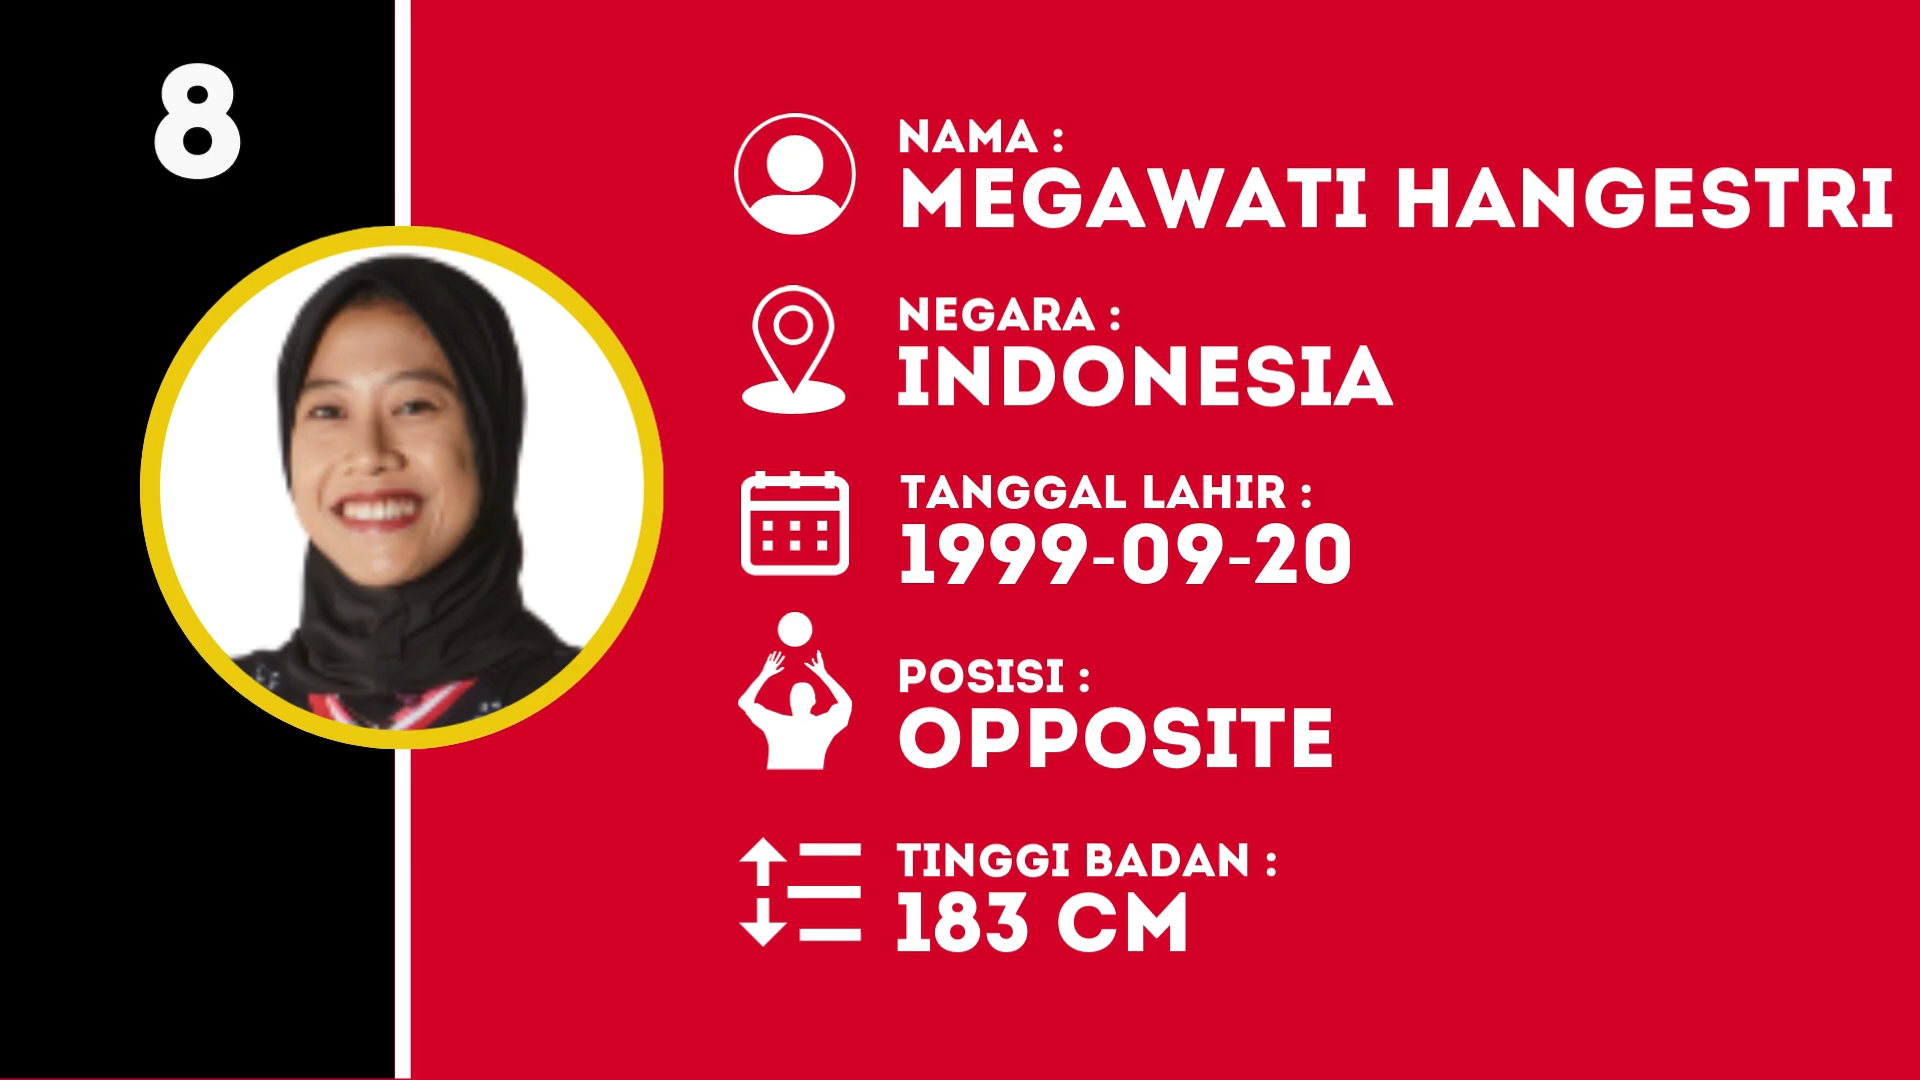 8
NAMA :
MEGAWATI HANGESTRI
NEGARA :
INDONESIA
TANGGAL LAHIR :
1999-09-20
POSISI :
OPPOSITE
TINGGI BADAN :
183 CM